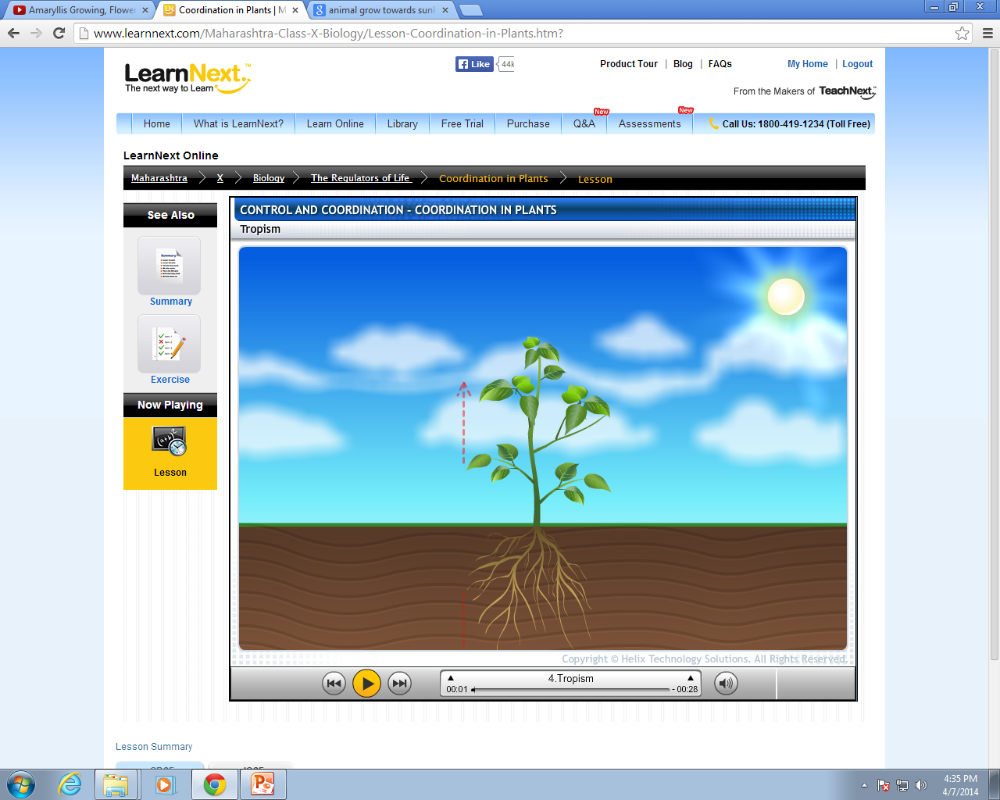 Amaryllis Growing, Flower
Coordination in Plants | M
animal grow towards sunl
www.learnnext.com/Maharashtra-Class-X-Biology/Lesson-Coordination-in-Plants.htm?
LearnNext.™
The next way to Learn
Like 44k
Product Tour | Blog | FAQs
My Home | Logout
From the Makers of TeachNext.
Home What is LearnNext? Learn Online Library Free Trial Purchase Q&A New Assessments New Call Us: 1800-419-1234 (Toll Free)
LearnNext Online
Maharashtra X Biology The Regulators of Life Coordination in Plants Lesson
See Also
Summary
Summary
Exercise
Now Playing
Lesson
CONTROL AND COORDINATION - COORDINATION IN PLANTS
Tropism
Copyright © Helix Technology Solutions. All Rights Reserved.
4.Tropism
00:01 - 00:28
Lesson Summary
4:35 PM
4/7/2014